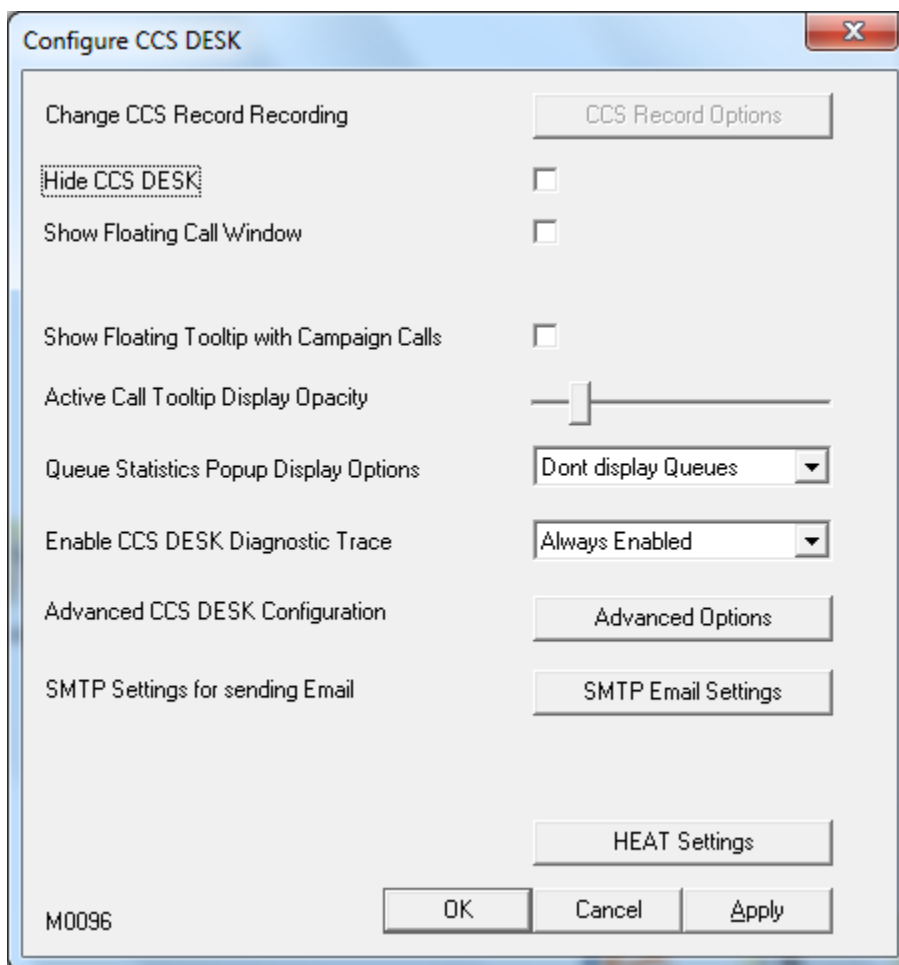 Configure CCS DESK
Change CCS Record Recording
CCS Record Options
Hide CCS DESK
Show Floating Call Window
Show Floating Tooltip with Campaign Calls
Active Call Tooltip Display Opacity
Queue Statistics Popup Display Options
Dont display Queues
Enable CCS DESK Diagnostic Trace
Always Enabled
Advanced CCS DESK Configuration
Advanced Options
SMTP Settings for sending Email
SMTP Email Settings
HEAT Settings
M0096
OK
Cancel
Apply